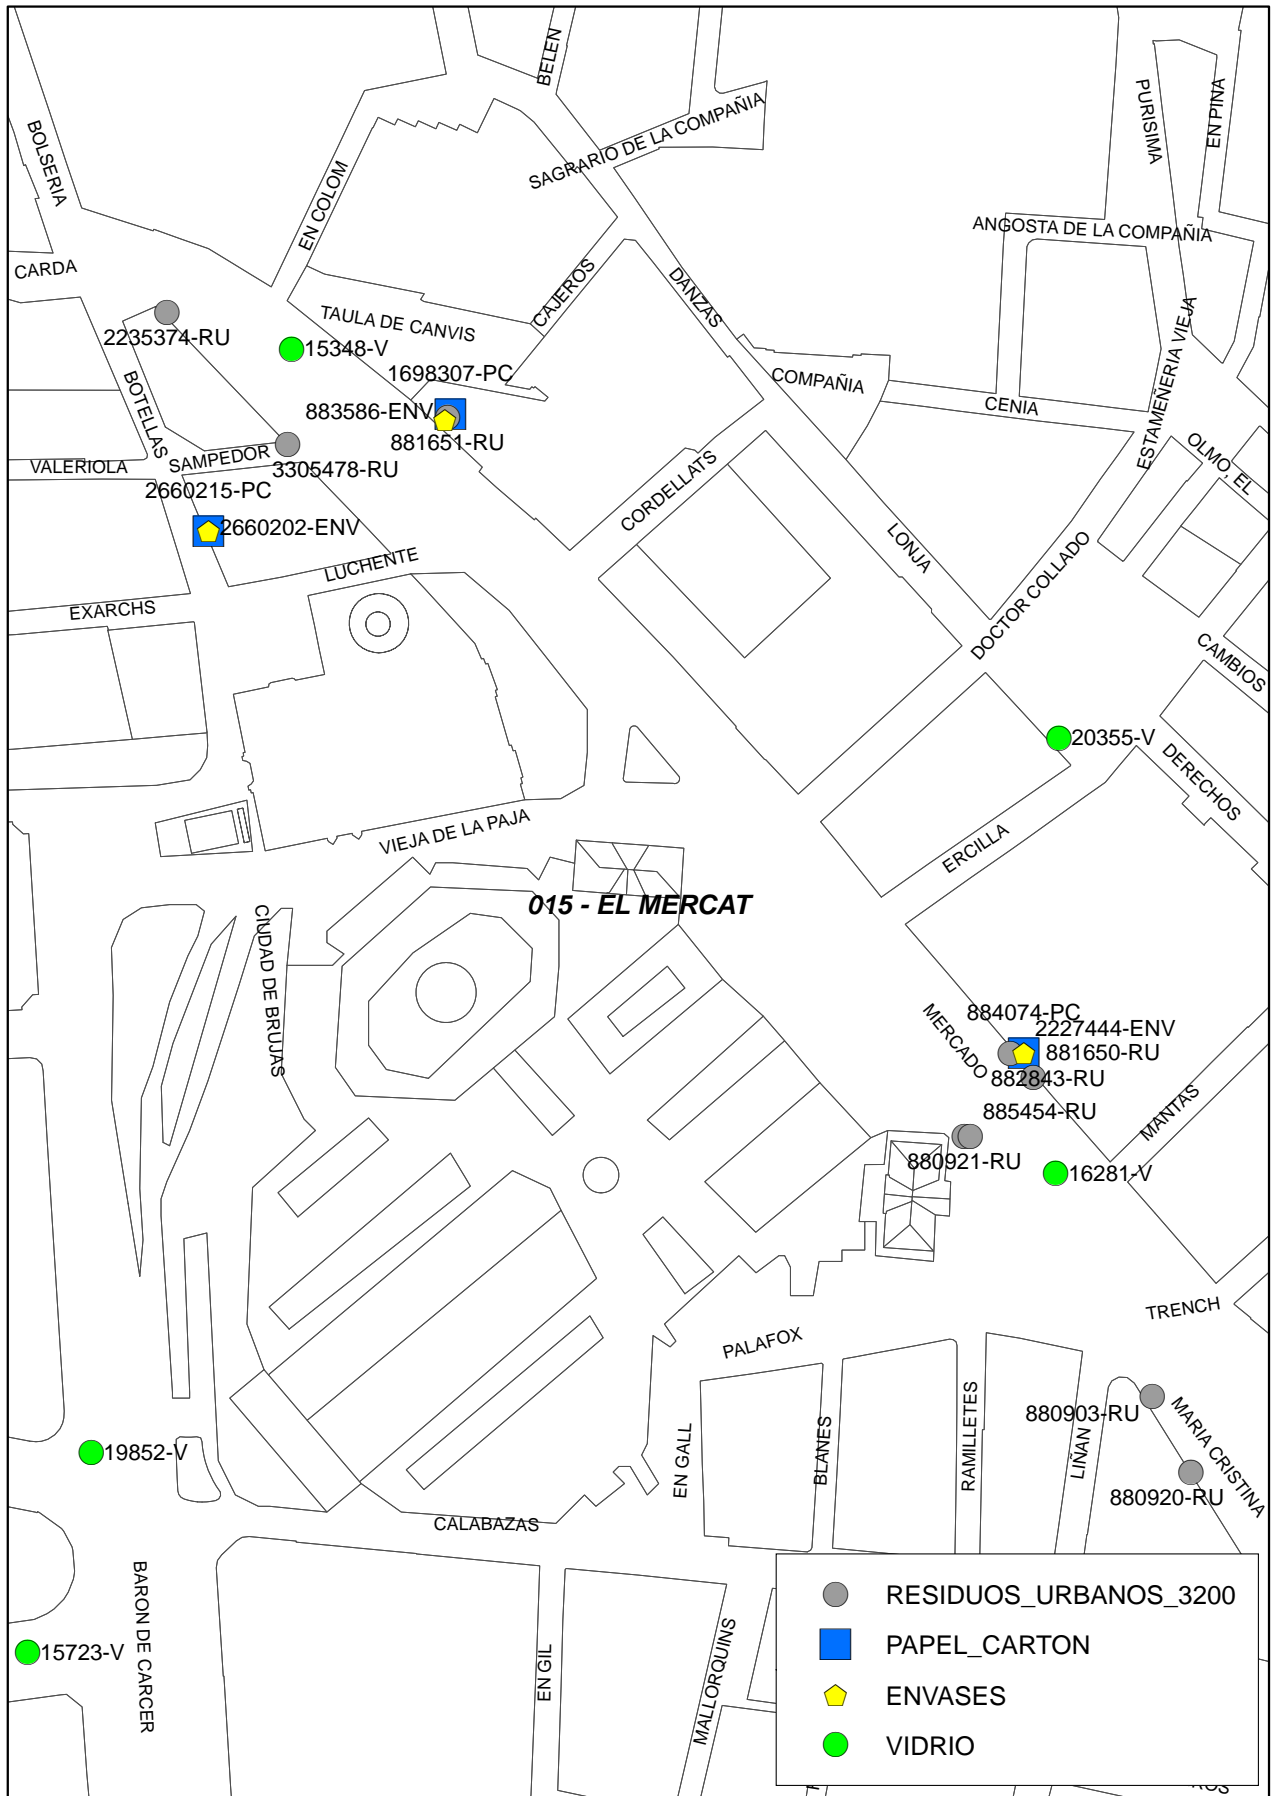 BELEN
BOLSERIA
EN COLOM
SAGRARIO DE LA COMPAÑIA
PURISIMA
EN PINA
ANGOSTA DE LA COMPAÑIA
CARDA
TAULA DE CANVIS
CAJEROS
DANZAS
2235374-RU
15348-V
1698307-PC
BOTELLAS
883586-ENV
881651-RU
COMPAÑIA
CENIA
ESTAMEÑERIA VIEJA
OLMO, EL
VALERIOLA
SAMPEDOR
3305478-RU
2660215-PC
2660202-ENV
CORDELLATS
LONJA
LUCHENTE
EXARCHS
DOCTOR COLLADO
CAMBIOS
20355-V
DERECHOS
VIEJA DE LA PAJA
ERCILLA
015 - EL MERCAT
CIUDAD DE BRUJAS
MERCADO
884074-PC
2227444-ENV
881650-RU
882843-RU
885454-RU
MANTAS
880921-RU
16281-V
TRENCH
PALAFOX
880903-RU
MARIA CRISTINA
EN GALL
BLANES
RAMILLETES
LIÑAN
19852-V
880920-RU
CALABAZAS
BARON DE CARCER
15723-V
EN GIL
MALLORQUINS
RESIDUOS_URBANOS_3200
PAPEL_CARTON
ENVASES
VIDRIO